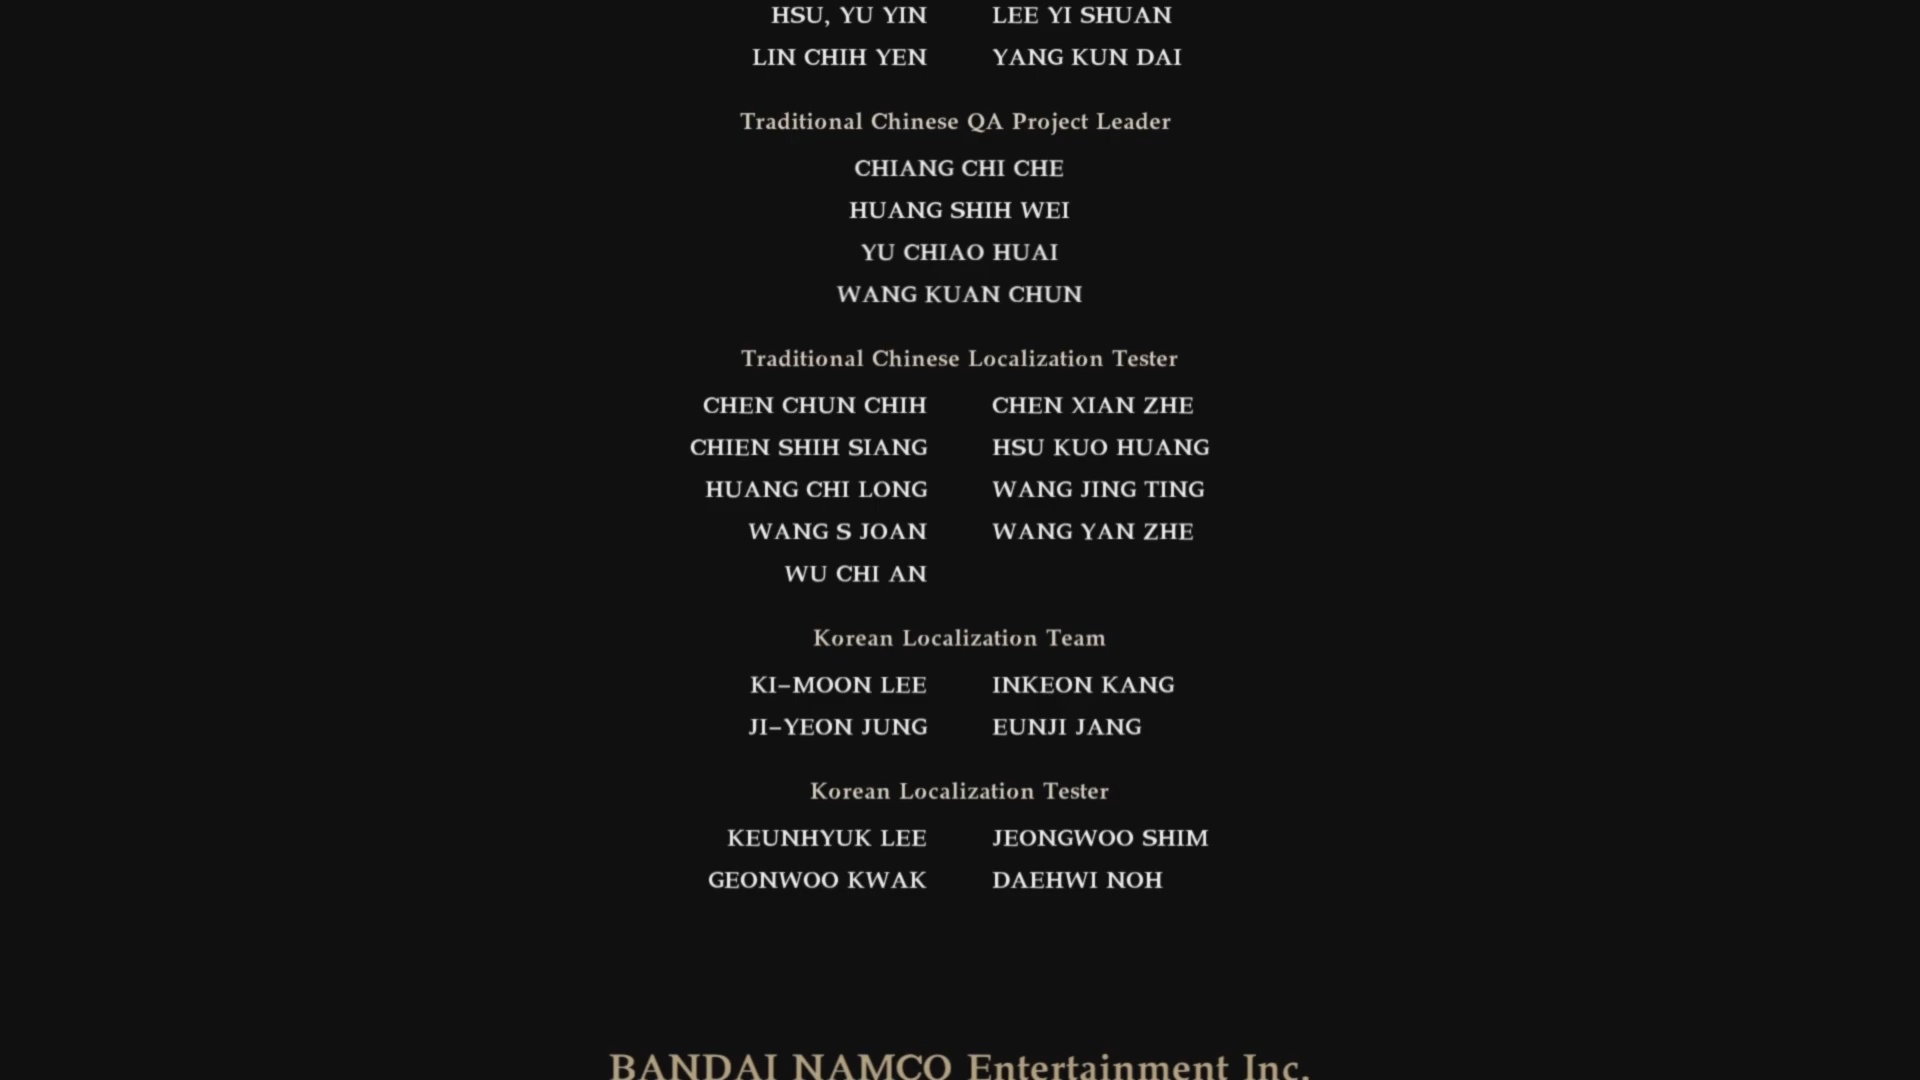 HSU, YU YIN LEE YI SHUAN
LIN CHIH YEN YANG KUN DAI
Traditional Chinese QA Project Leader
CHIANG CHI CHE
HUANG SHIH WEI
YU CHIAO HUAI
WANG KUAN CHUN
Traditional Chinese Localization Tester
CHEN CHUN CHIH CHEN XIAN ZHE
CHIEN SHIH SIANG HSU KUO HUANG
HUANG CHI LONG WANG JING TING
WANG S JOAN WANG YAN ZHE
WU CHI AN
Korean Localization Team
KI-MOON LEE INKEON KANG
JI-YEON JUNG EUNJI JANG
Korean Localization Tester
KEUNHYUK LEE JEONGWOO SHIM
GEONWOO KWAK DAEHWI NOH
BANDAI NAMCO Entertainment Inc.